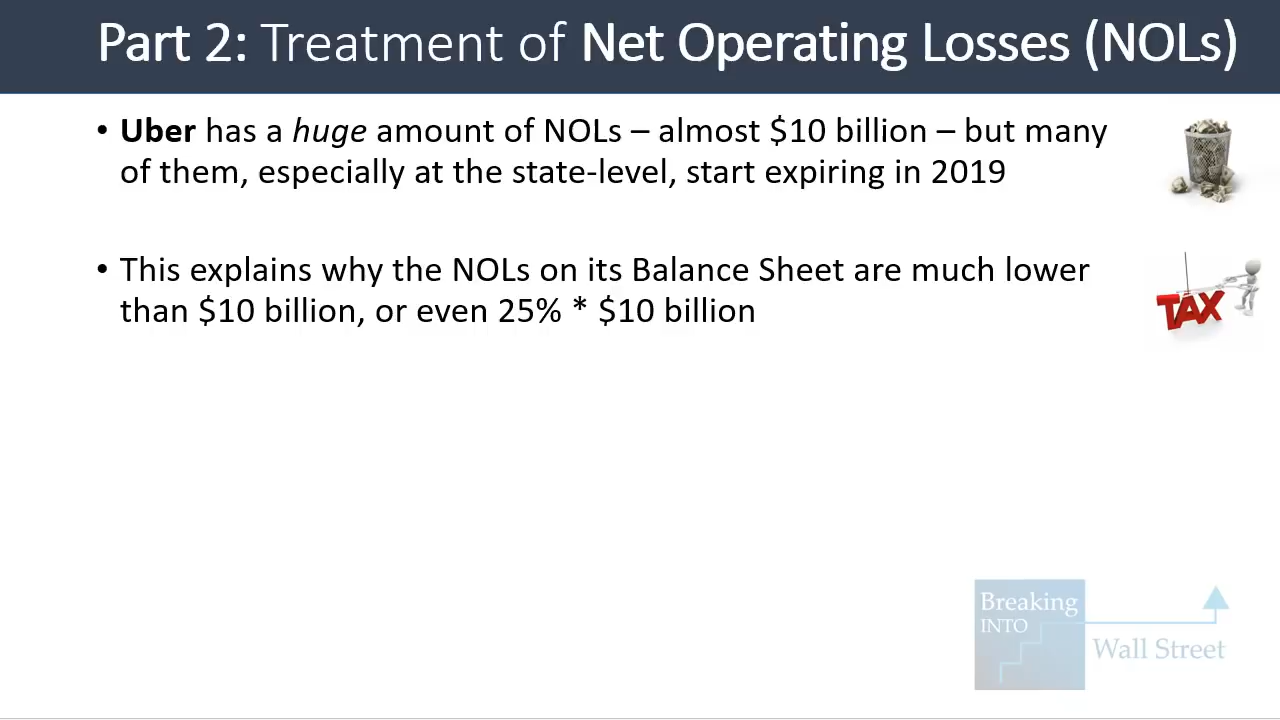 Part 2: Treatment of Net Operating Losses (NOLs)
• Uber has a huge amount of NOLs – almost $10 billion – but many
of them, especially at the state-level, start expiring in 2019
• This explains why the NOLs on its Balance Sheet are much lower
than $10 billion, or even 25% * $10 billion
TAX
Breaking
INTO
Wall Street